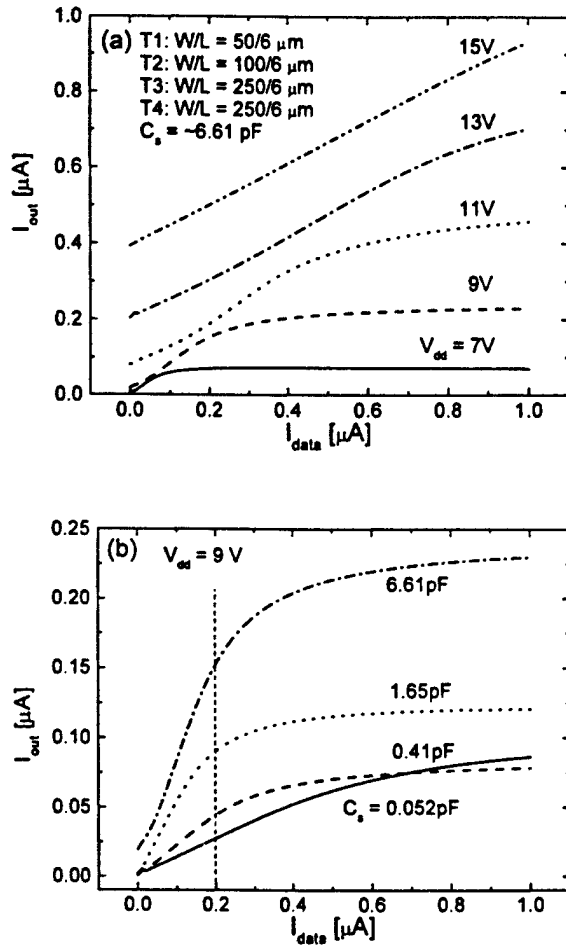 (a)
T1: W/L = 50/6 μm
T2: W/L = 100/6 μm
T3: W/L = 250/6 μm
T4: W/L = 250/6 μm
C_s = ~6.61 pF
15V
13V
11V
9V
V_dd = 7V
I_out [μA]
1.0
0.8
0.6
0.4
0.2
0.0
0.0 0.2 0.4 0.6 0.8 1.0
I_data [μA]
(b)
V_dd = 9 V
6.61pF
1.65pF
0.41pF
C_s = 0.052pF
I_out [μA]
0.25
0.20
0.15
0.10
0.05
0.00
0.0 0.2 0.4 0.6 0.8 1.0
I_data [μA]